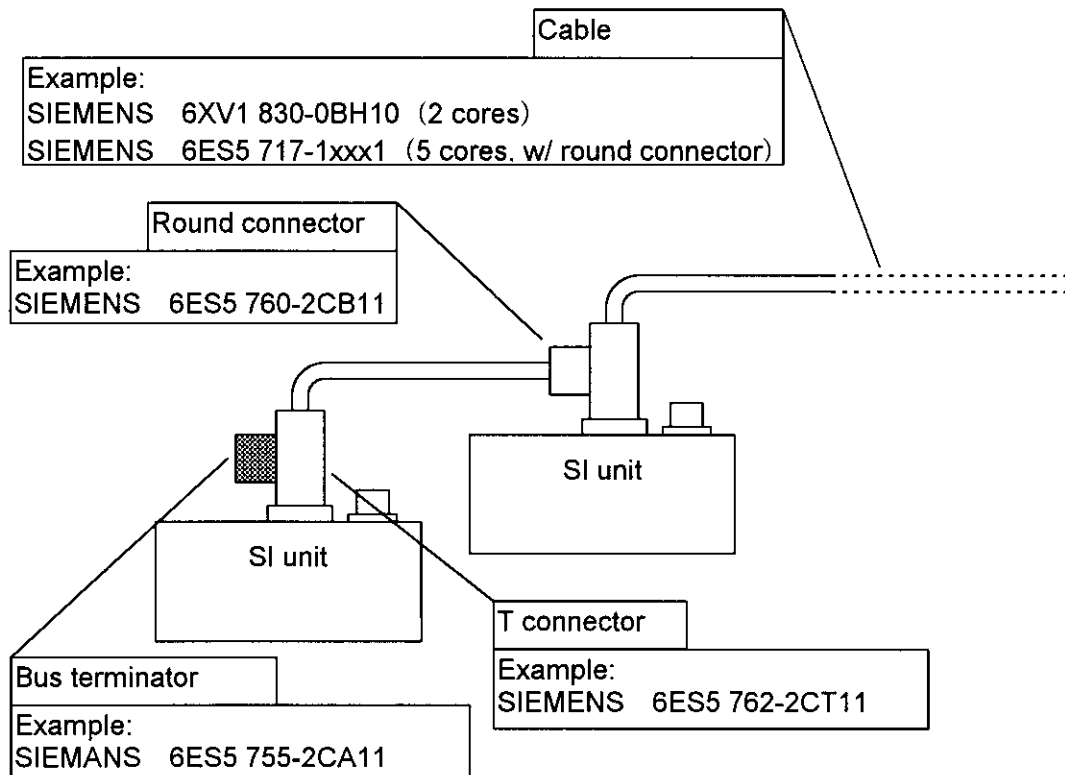 Cable
Example:
SIEMENS 6XV1 830-0BH10 (2 cores)
SIEMENS 6ES5 717-1xxx1 (5 cores, w/ round connector)
Round connector
Example:
SIEMENS 6ES5 760-2CB11
SI unit
SI unit
T connector
Example:
SIEMENS 6ES5 762-2CT11
Bus terminator
Example:
SIEMANS 6ES5 755-2CA11